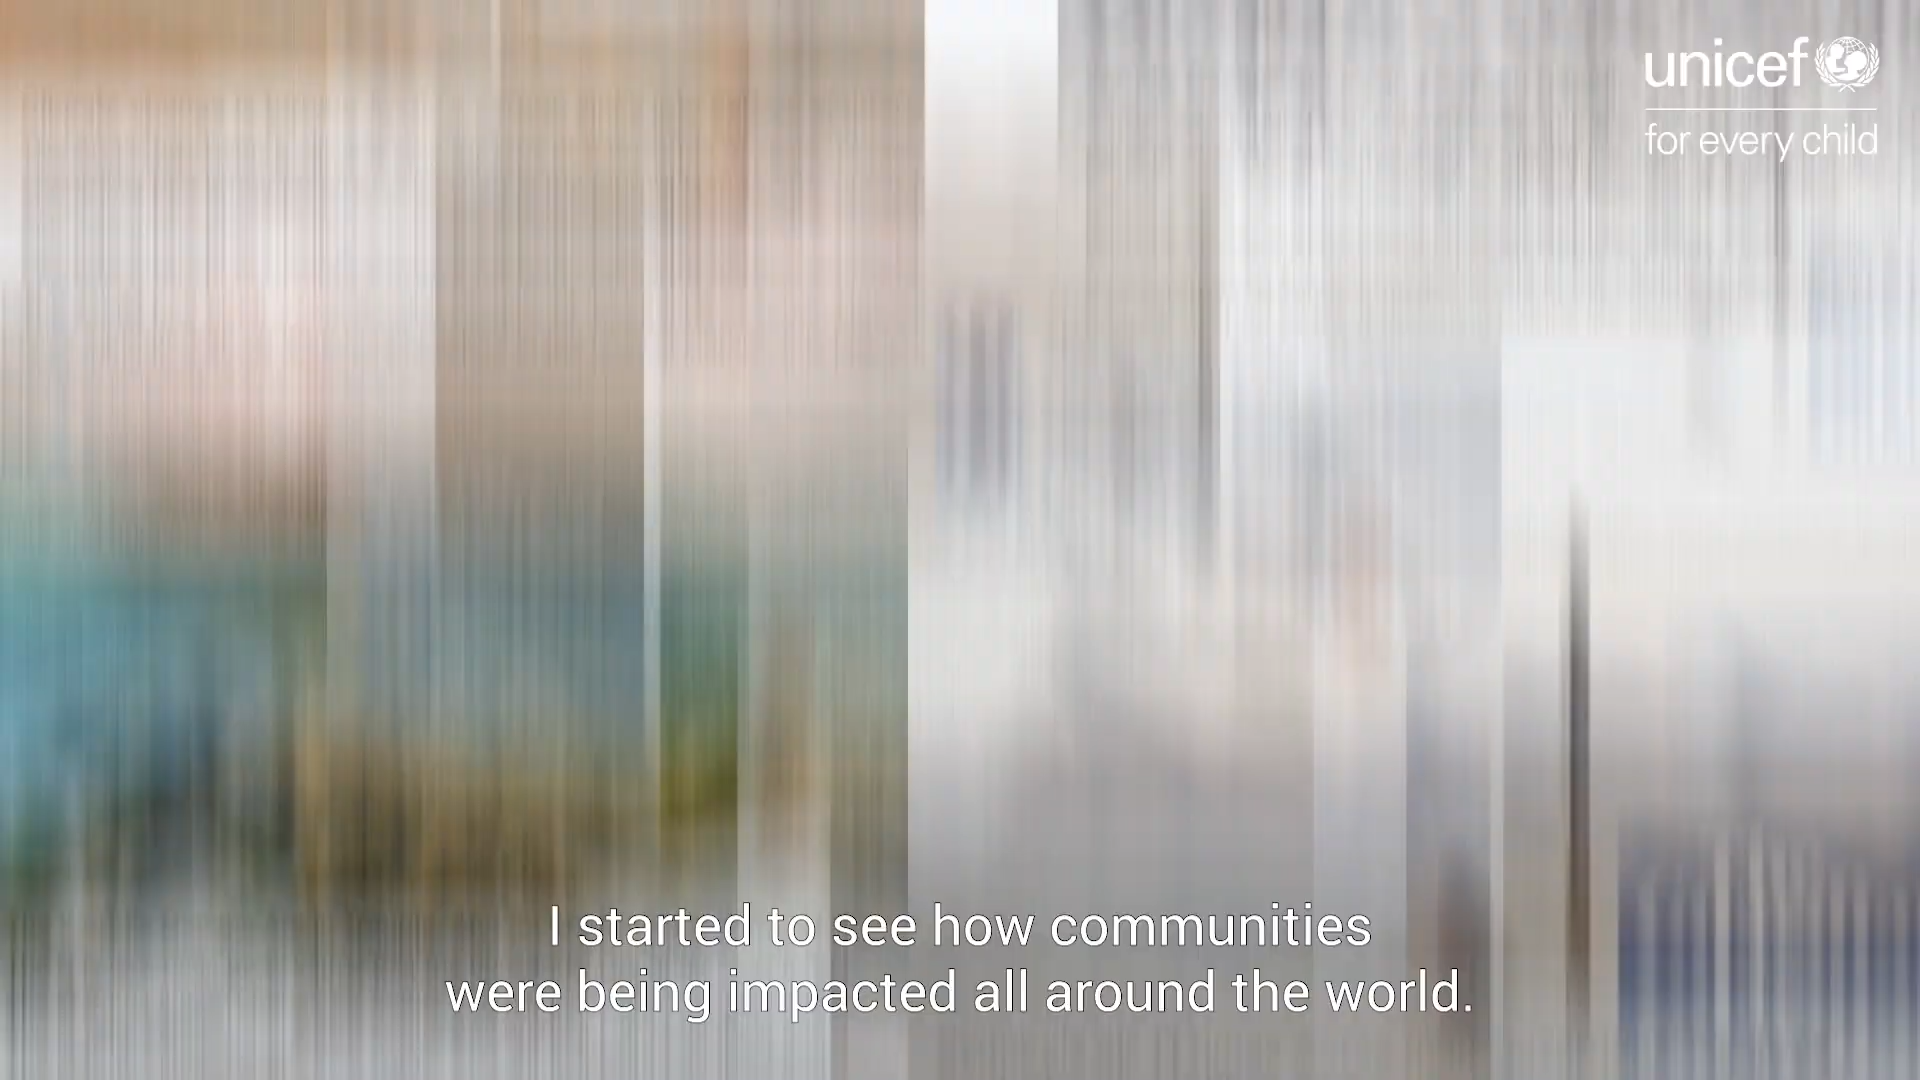 unicef
for every child
I started to see how communities
were being impacted all around the world.